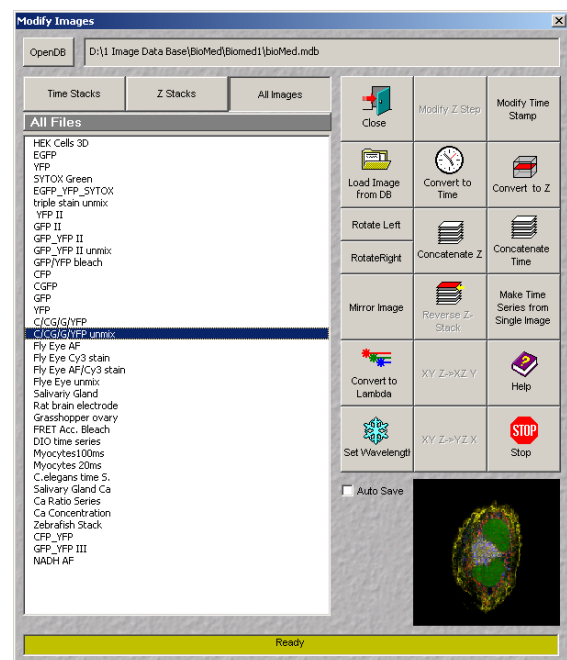 Modify Images
OpenDB
D:\1 Image Data Base\BioMed\Biomed1\bioMed.mdb
Time Stacks
Z Stacks
All Images
All Files
HEK Cells 3D
EGFP
YFP
SYTOX Green
EGFP_YFP_SYTOX
triple stain unmix
YFP II
GFP II
GFP_YFP II
GFP_YFP II unmix
GFP/YFP bleach
CFP
CGFP
GFP
YFP
C/CG/G/YFP
C/CG/G/YFP unmix
Fly Eye AF
Fly Eye Cy3 stain
Fly Eye AF/Cy3 stain
Flye Eye unmix
Salivariy Gland
Rat brain electrode
Grasshopper ovary
FRET Acc. Bleach
DIO time series
Myocytes100ms
Myocytes 20ms
C.elegans time S.
Salivary Gland Ca
Ca Ratio Series
Ca Concentration
Zebrafish Stack
CFP_YFP
GFP_YFP III
NADH AF
Close
Modify Z Step
Modify Time
Stamp
Load Image
from DB
Convert to
Time
Convert to Z
Rotate Left
RotateRight
Concatenate Z
Concatenate
Time
Mirror Image
Reverse Z-
Stack
Make Time
Series from
Single Image
Convert to
Lambda
XY Z->XZ Y
Help
Set Wavelengtl
XY Z->YZ X
STOP
Stop
Auto Save
Ready